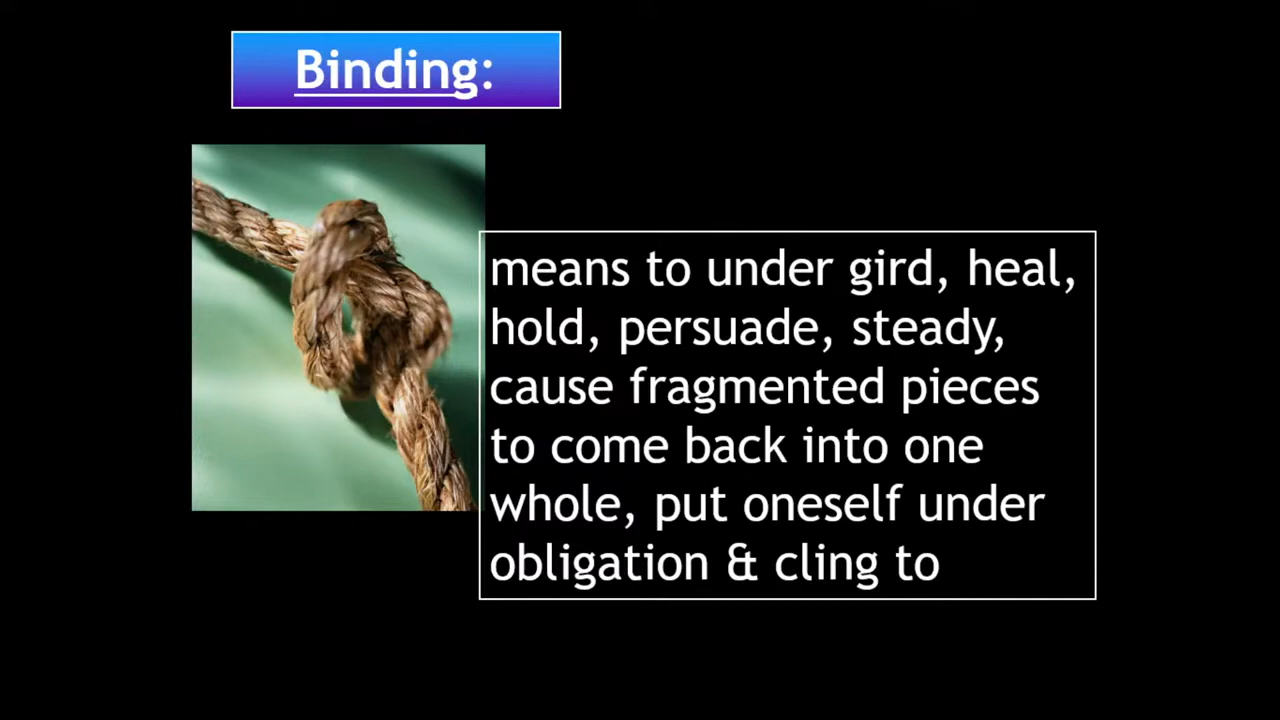 Binding:
means to under gird, heal,
hold, persuade, steady,
cause fragmented pieces
to come back into one
whole, put oneself under
obligation & cling to